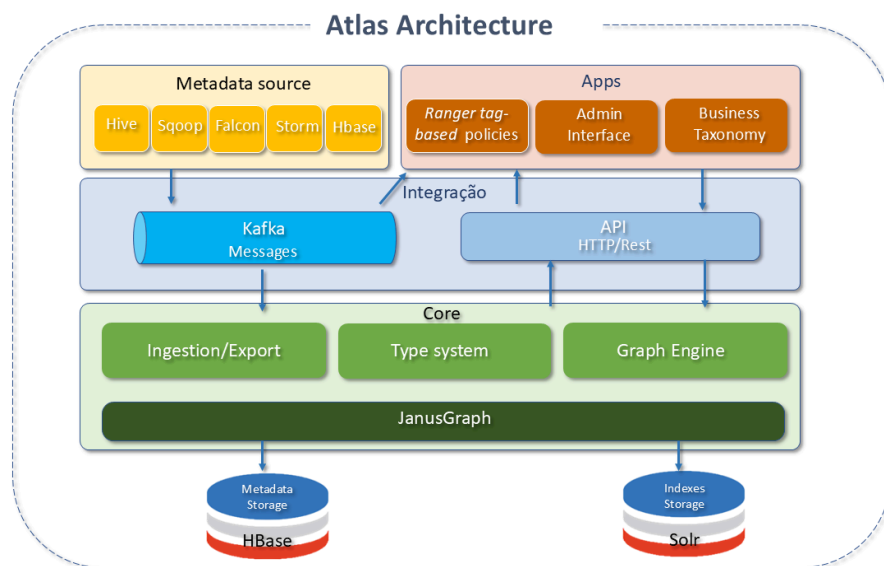 Atlas Architecture
Metadata source
Hive
Sqoop
Falcon
Storm
Hbase
Apps
Ranger tag-
based policies
Admin
Interface
Business
Taxonomy
Integração
Kafka
Messages
API
HTTP/Rest
Core
Ingestion/Export
Type system
Graph Engine
JanusGraph
Metadata
Storage
HBase
Indexes
Storage
Solr